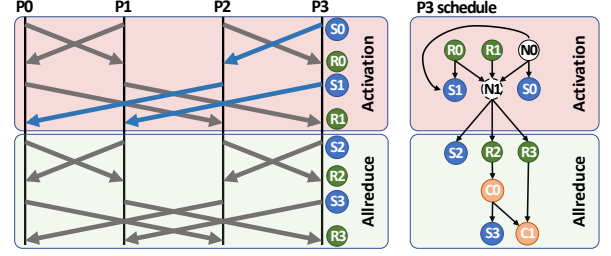 P0 P1 P2 P3
S0
R0
S1
R1
Activation
S2
R2
S3
R3
Allreduce
P3 schedule
R0 R1 N0
S1 N1 S0
Activation
S2 R2 R3
C0
S3 C1
Allreduce